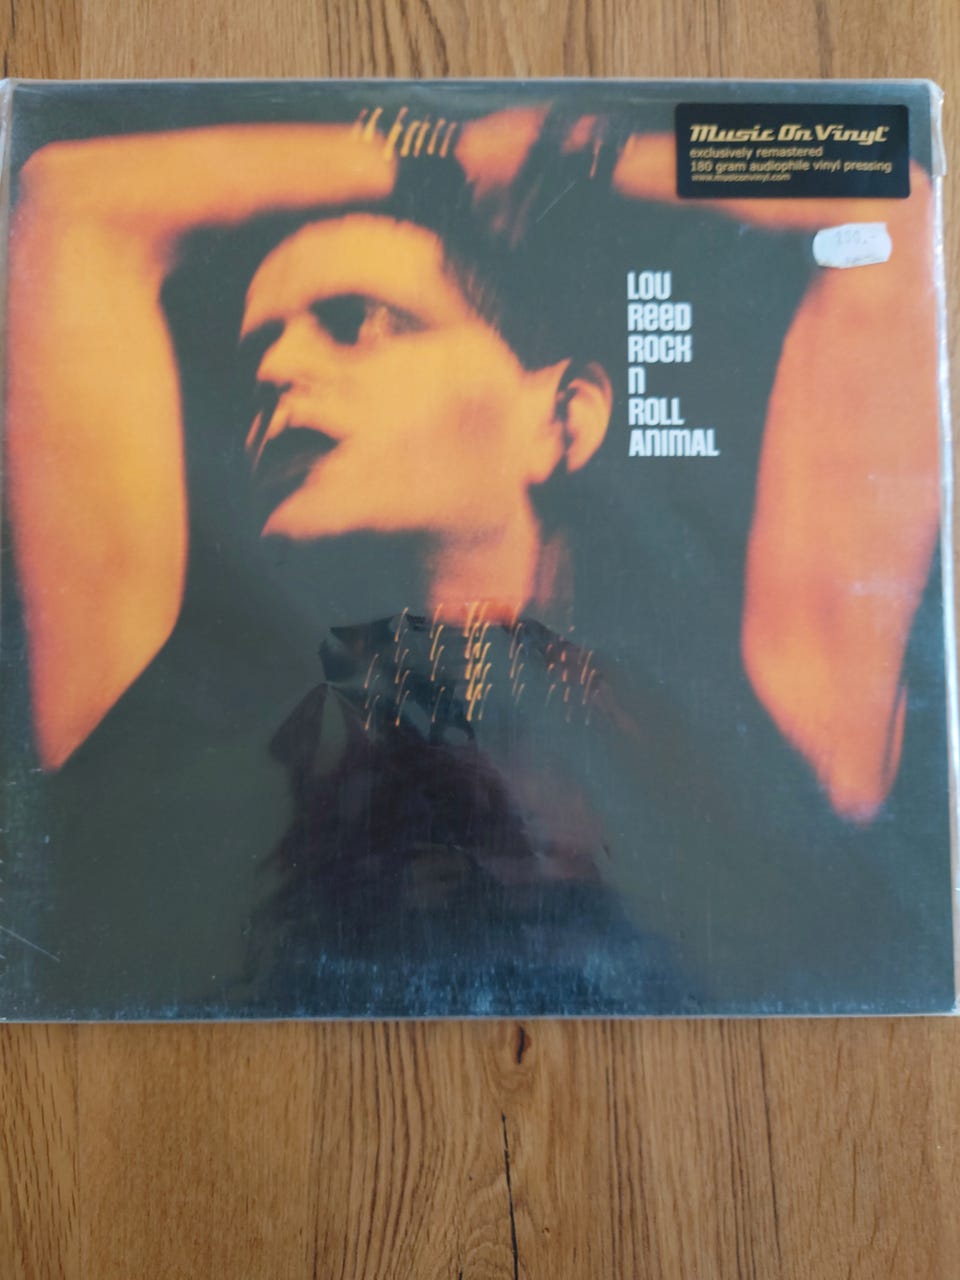 Music On Vinyl
exclusively remastered
180 gram audiophile vinyl pressing
www.musiconvinyl.com
LOU
REED
ROCK
N
ROLL
ANIMAL